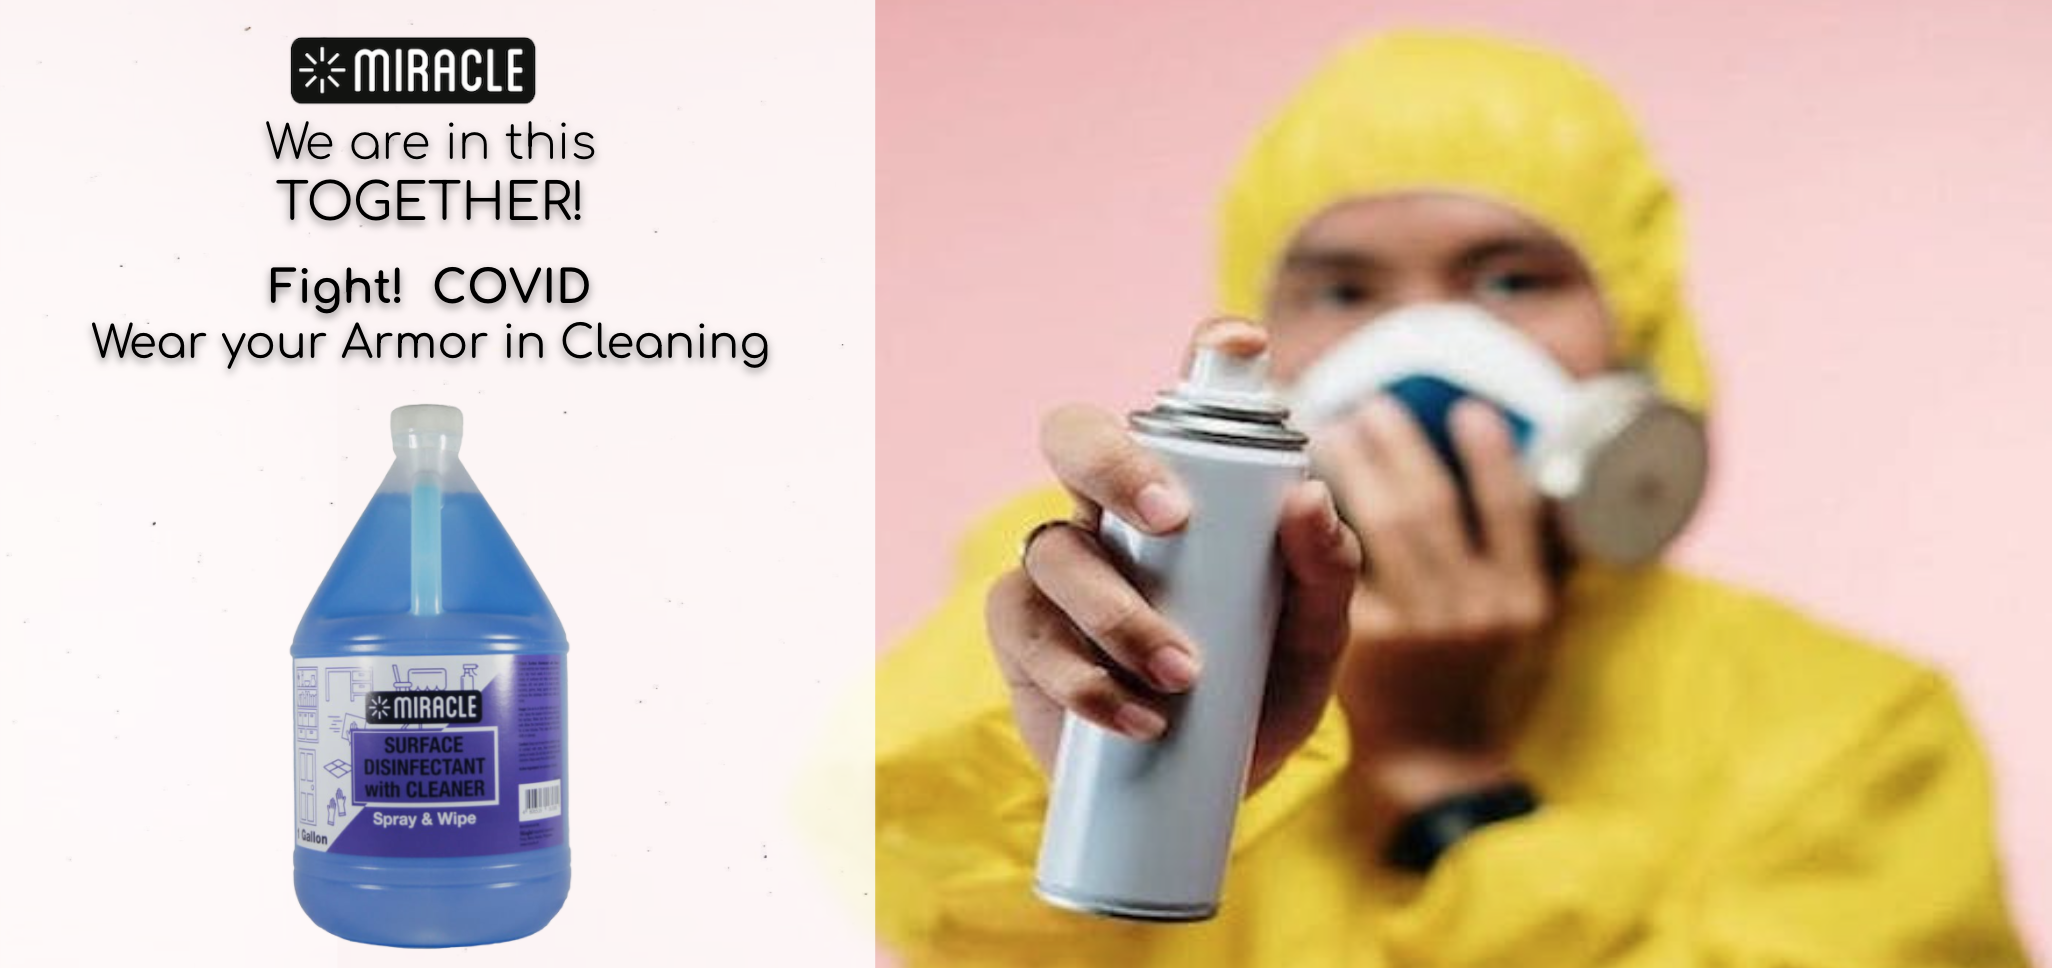 MIRACLE
We are in this
TOGETHER!
Fight! COVID
Wear your Armor in Cleaning
MIRACLE
SURFACE
DISINFECTANT
with CLEANER
Spray & Wipe
1 Gallon